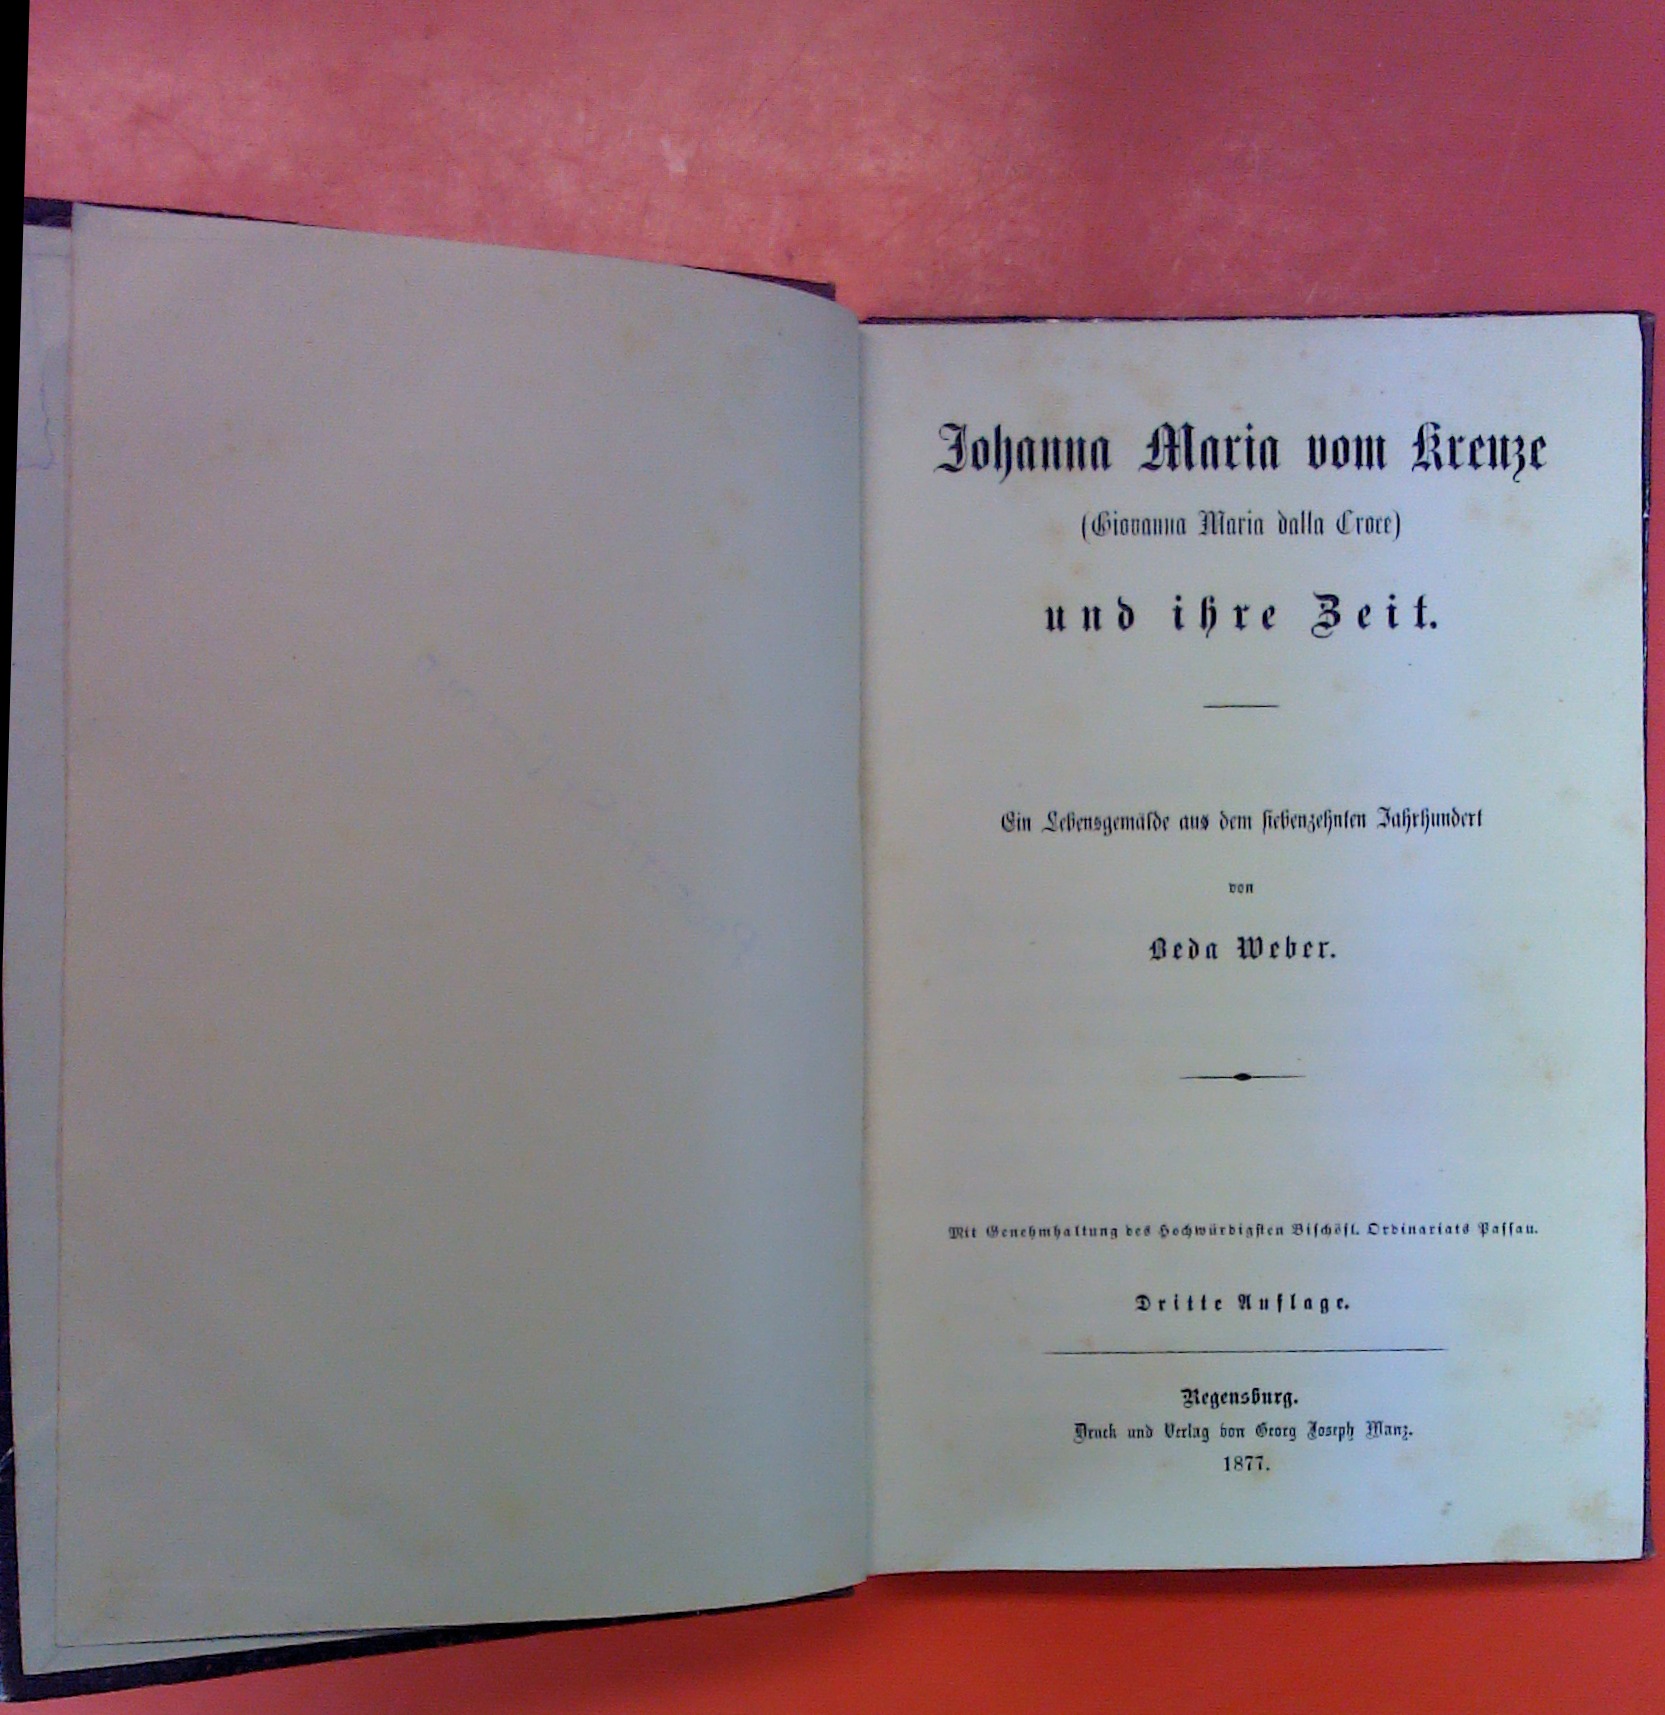 Johanna Maria vom Kreuze
(Giovanna Maria dalla Croce)
und ihre Zeit.
Ein Lebensgemälde aus dem siebenzehnten Jahrhundert
von
Beda Weber.
Mit Genehmhaltung des Hochwürdigsten Bischöfl. Ordinariats Passau.
Dritte Auflage.
Regensburg.
Druck und Verlag von Georg Joseph Manz.
1877.